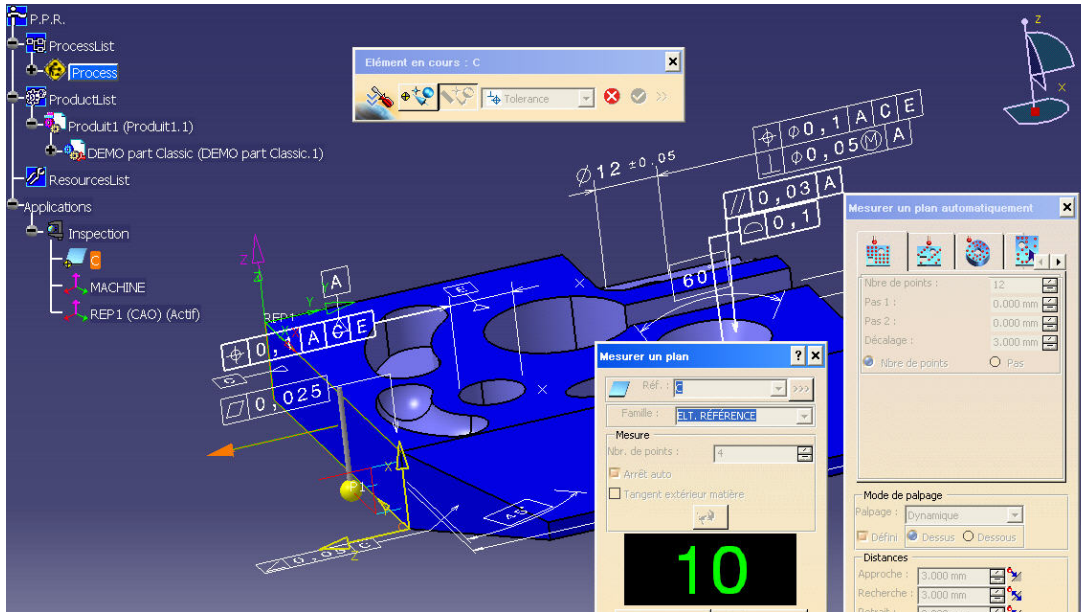 P.P.R.
ProcessList
Process
ProductList
Produit1 (Produit1.1)
DEMO part Classic (DEMO part Classic.1)
ResourcesList
Applications
Inspection
C
MACHINE
REP1 (CAO) (Actif)
Elément en cours : C
Tolerance
z
x
Ø12 ±0,05
⌖ Ø0,1 A C E
⊥ Ø0,05Ⓜ A
// 0,03 A
⌓ 0,1
60
A
E
Z
Z
Y
Y
REP1
⌖ 0,1 A C E
C
⏥ 0,025
X
P1
Y
Z
45°
Mesurer un plan automatiquement
Nbre de points : 12
Pas 1 : 0.000 mm
Pas 2 : 0.000 mm
Décalage : 3.000 mm
Nbre de points Pas
Mode de palpage
Palpage : Dynamique
Défini Dessus Dessous
Distances
Approche : 3.000 mm
Recherche : 3.000 mm
Mesurer un plan
Réf. : C
>>>
Famille : ELT. RÉFÉRENCE
Mesure
Nbr. de points : 4
Arrêt auto
Tangent extérieur matière
10